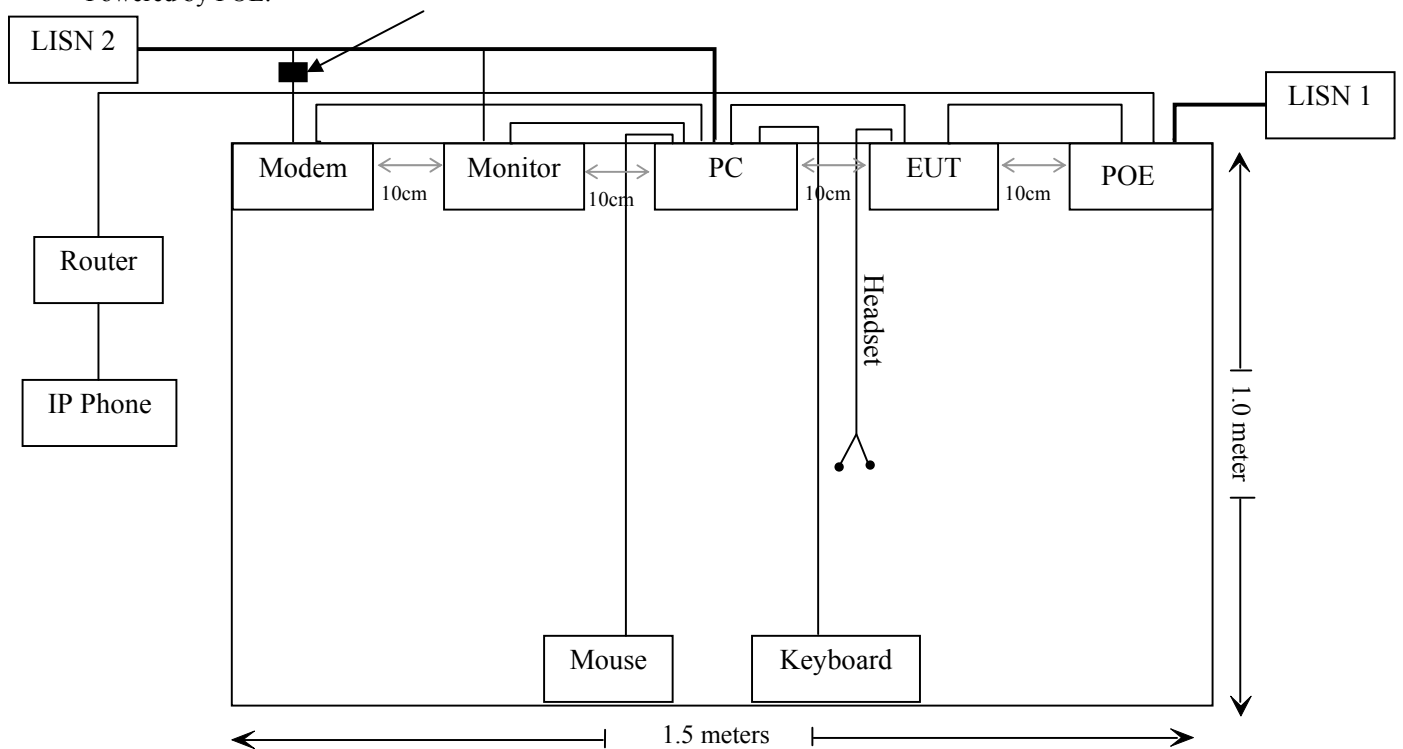 Powered by POE.
LISN 2
LISN 1
Modem
Monitor
PC
EUT
POE
10cm
10cm
10cm
10cm
Router
Headset
IP Phone
1.0 meter
Mouse
Keyboard
1.5 meters